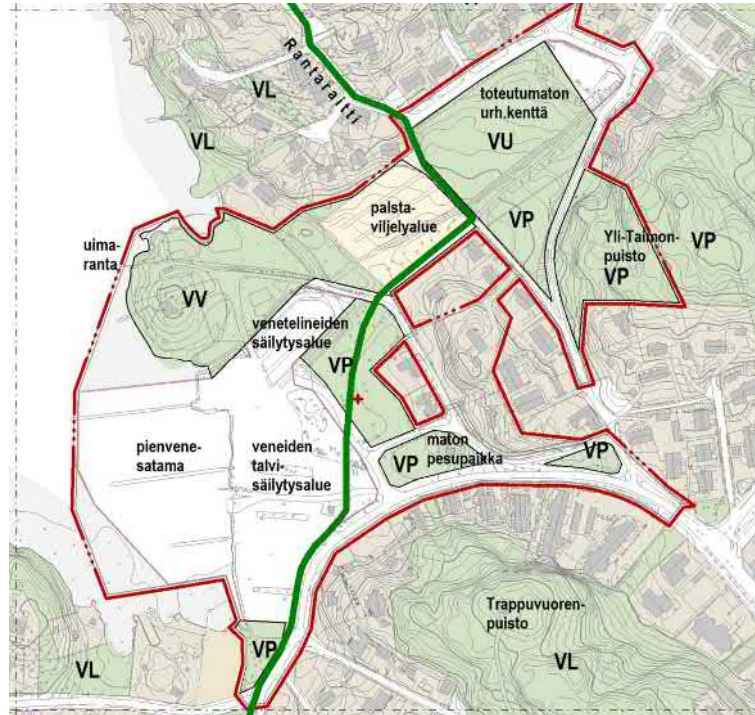 Rantaraitti
VL
VL
toteutumaton
urh.kenttä
VU
palsta-
viljelyalue
VP
Yli-Taimon-
puisto
VP
VP
uima-
ranta
VV
venetelineiden
säilytysalue
VP
pienvene-
satama
veneiden
talvi-
säilytysalue
maton
pesupaikka
VP
VP
Trappuvuoren-
puisto
VL
VP
VL